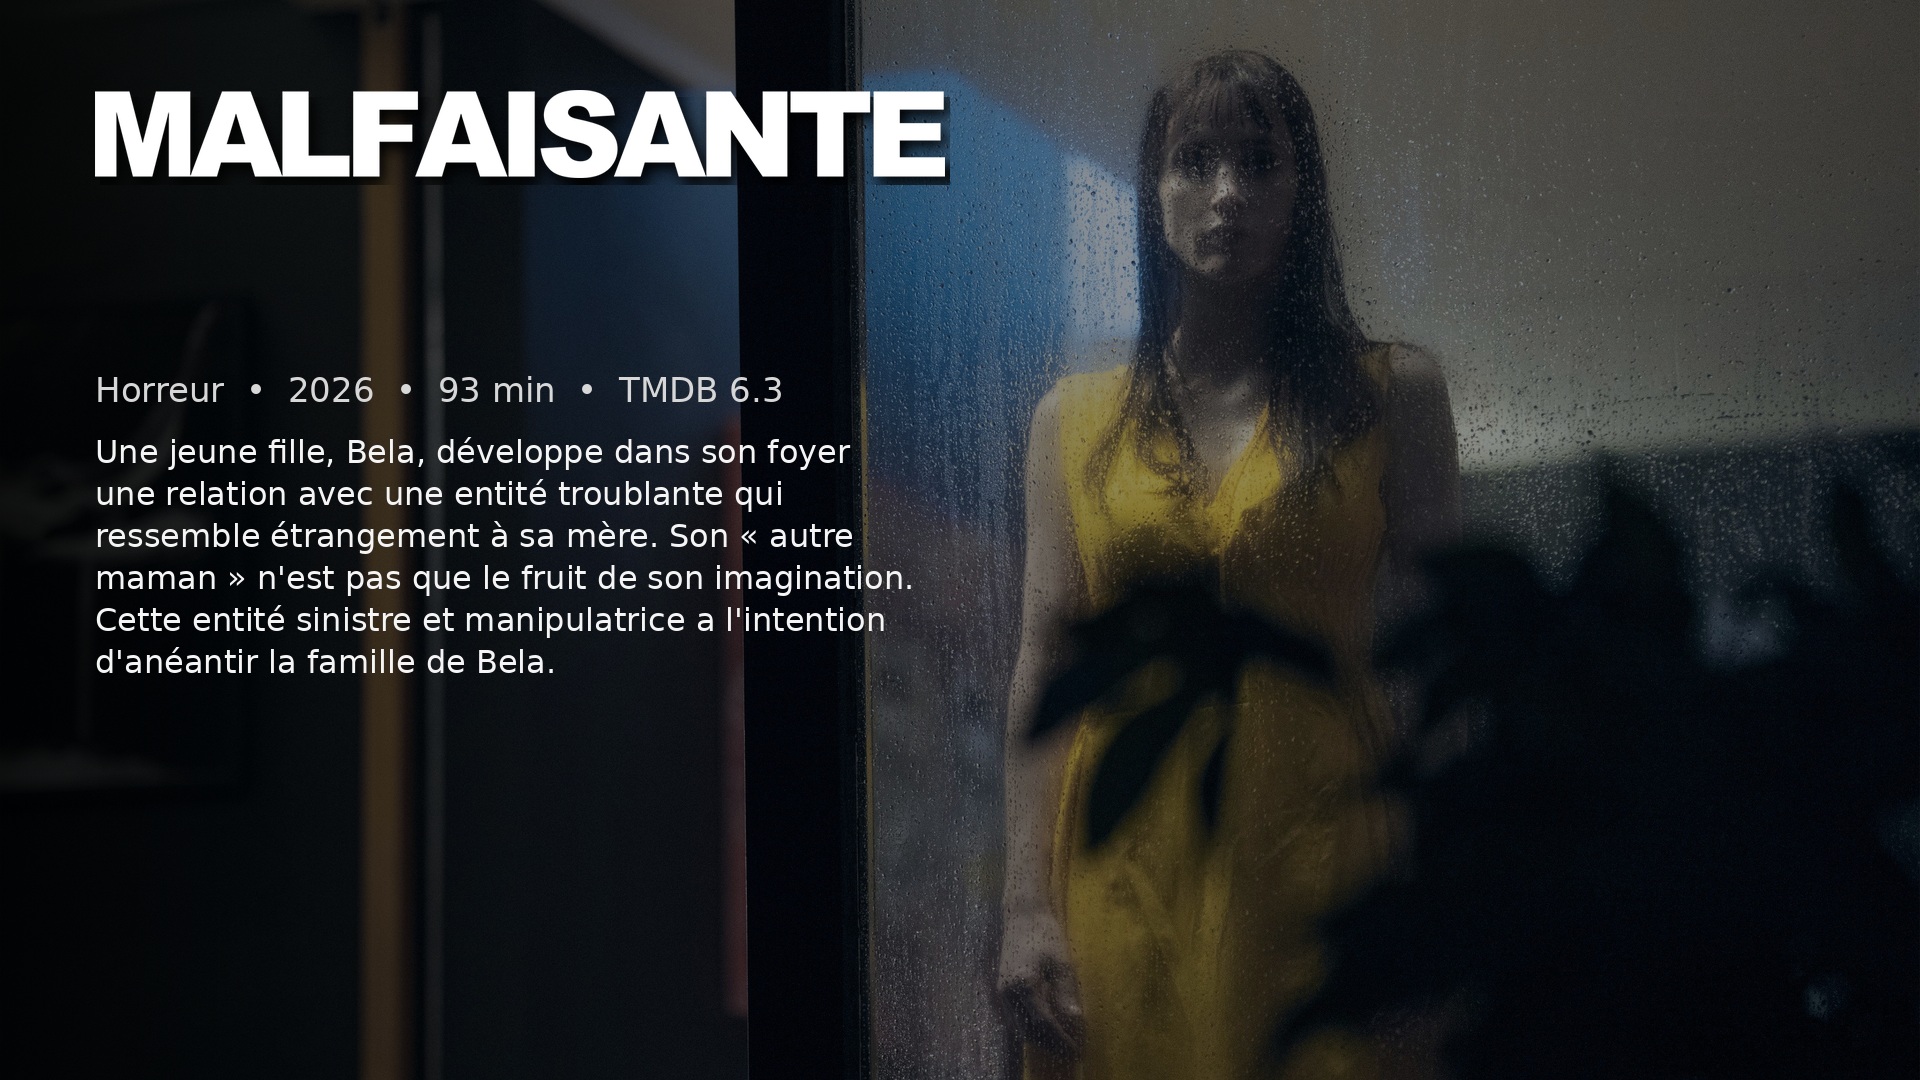 MALFAISANTE
Horreur • 2026 • 93 min • TMDB 6.3
Une jeune fille, Bela, développe dans son foyer
une relation avec une entité troublante qui
ressemble étrangement à sa mère. Son « autre
maman » n'est pas que le fruit de son imagination.
Cette entité sinistre et manipulatrice a l'intention
d'anéantir la famille de Bela.